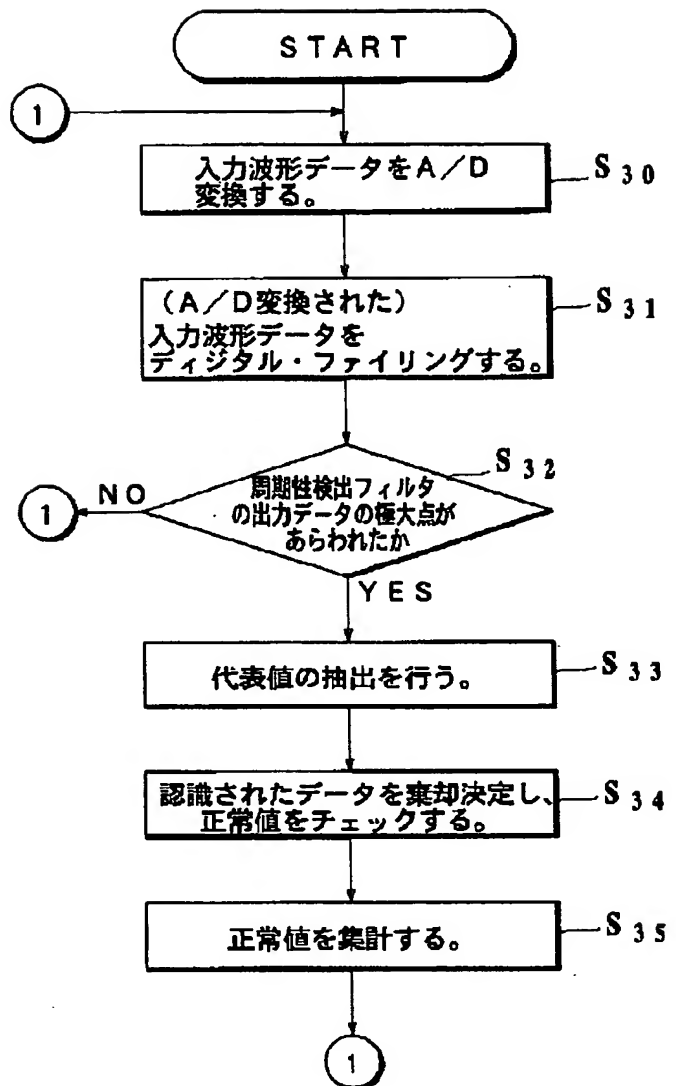 START
1
入力波形データをA/D
変換する。
S30
(A/D変換された)
入力波形データを
ディジタル・ファイリングする。
S31
周期性検出フィルタ
の出力データの極大点が
あらわれたか
S32
NO
1
YES
代表値の抽出を行う。
S33
認識されたデータを棄却決定し、
正常値をチェックする。
S34
正常値を集計する。
S35
1